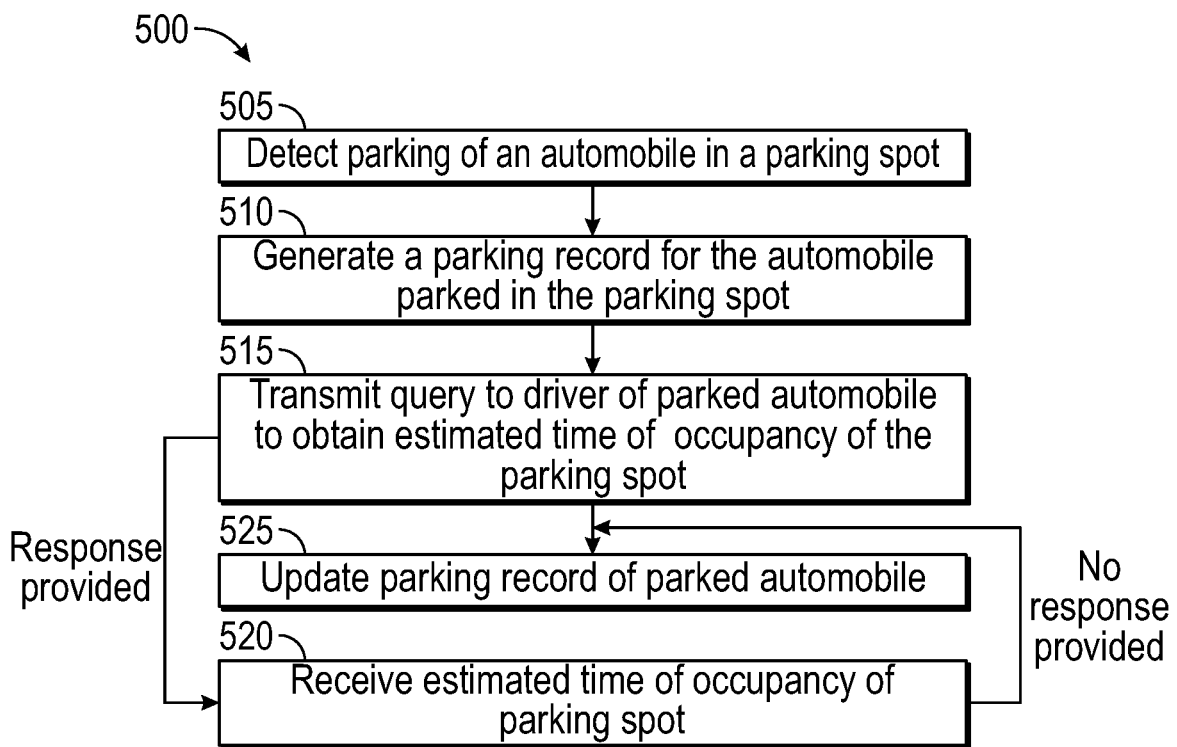 500
505
Detect parking of an automobile in a parking spot
510
Generate a parking record for the automobile
parked in the parking spot
515
Transmit query to driver of parked automobile
to obtain estimated time of occupancy of the
parking spot
Response
provided
525
Update parking record of parked automobile
No
response
provided
520
Receive estimated time of occupancy of
parking spot